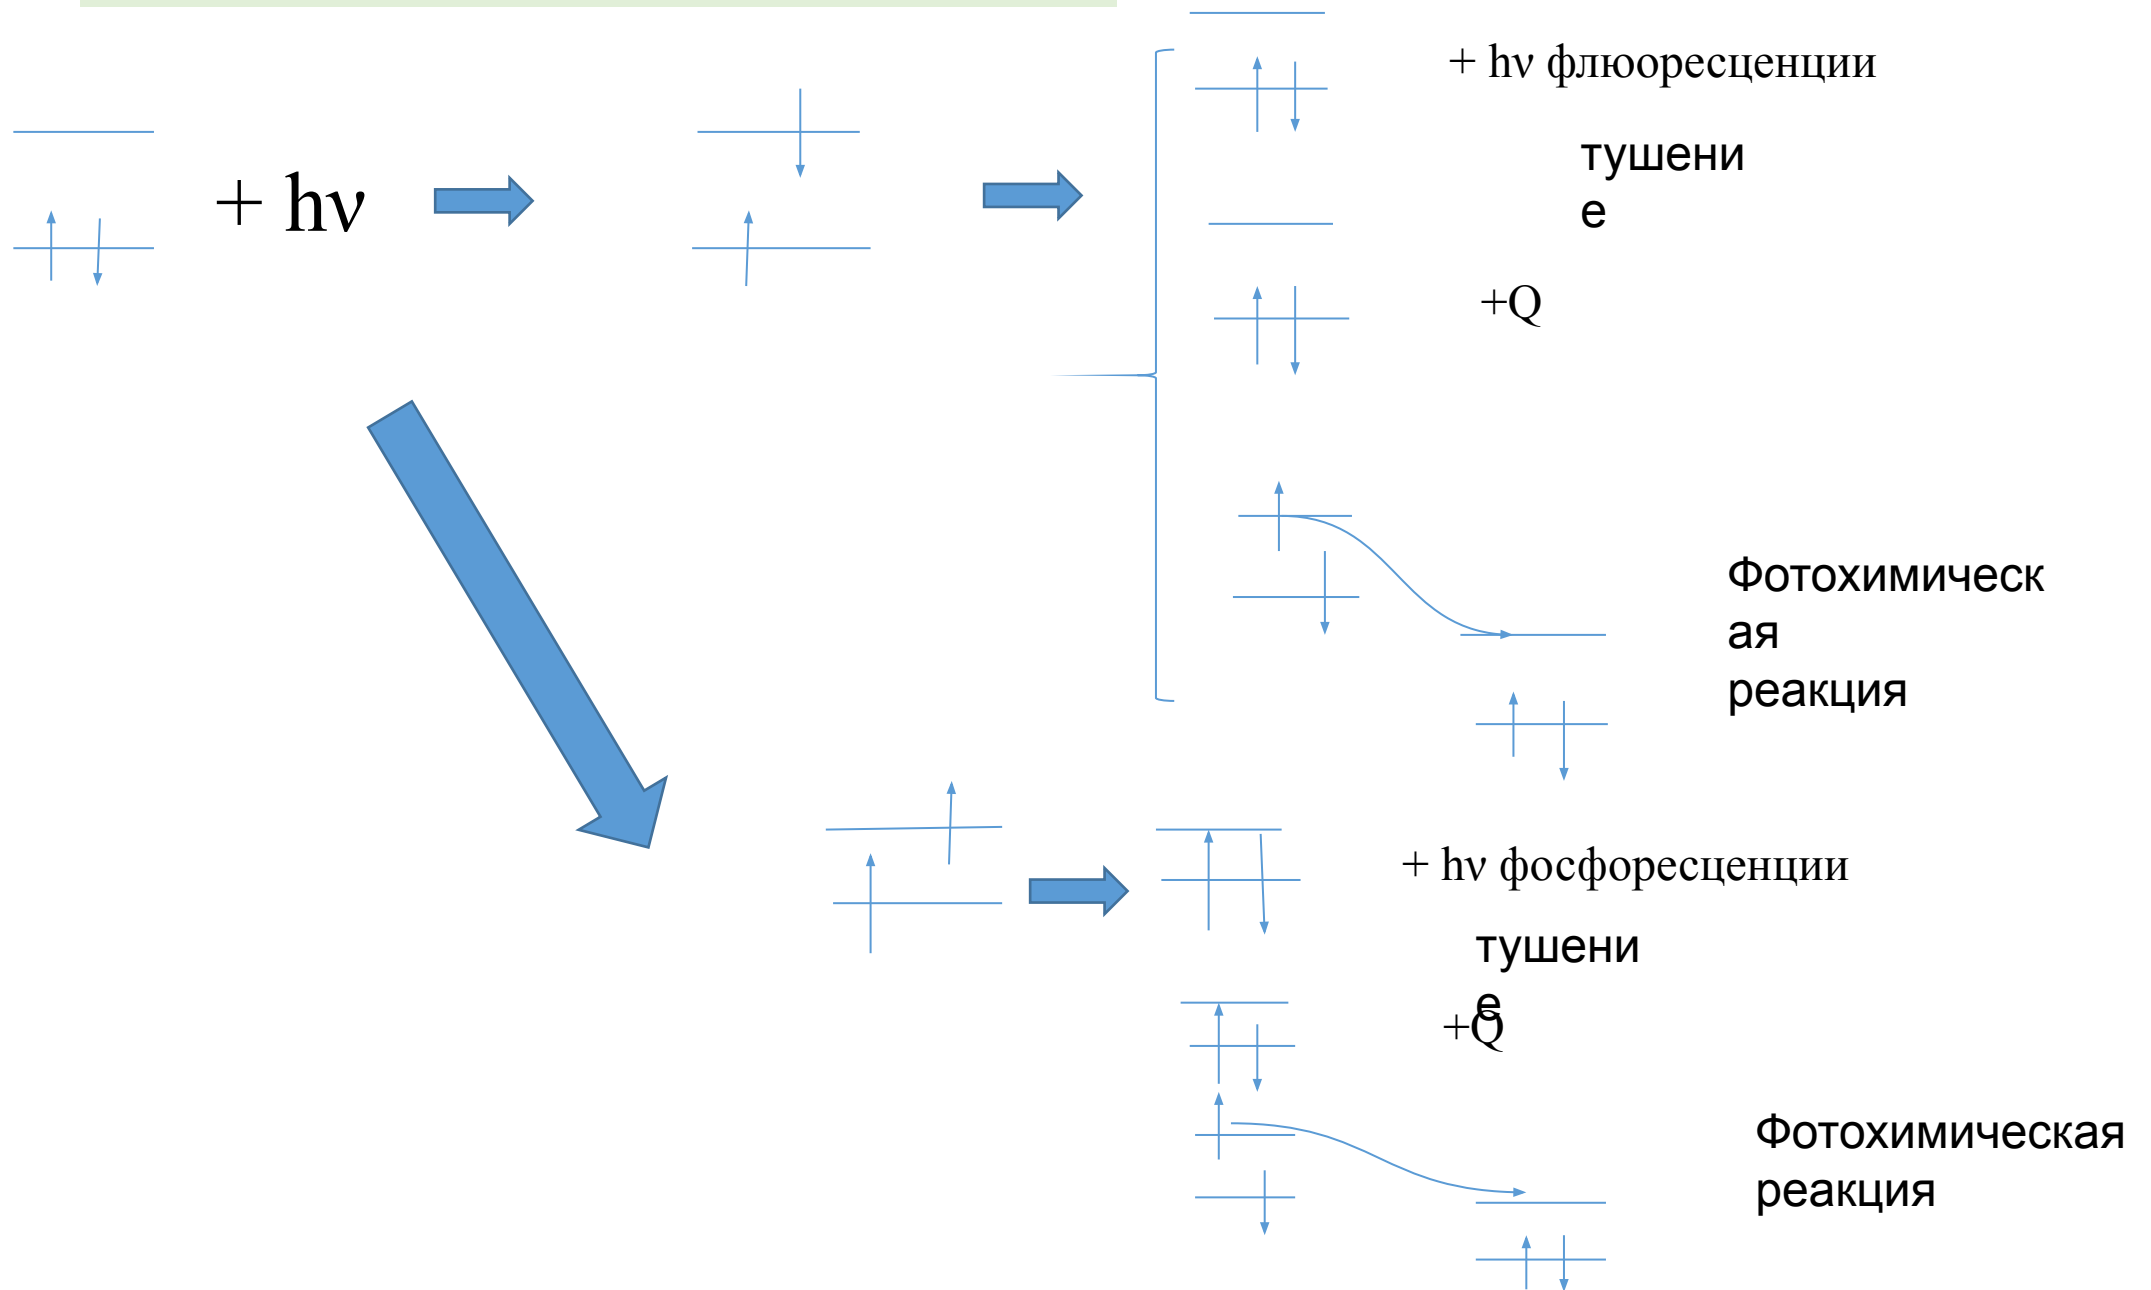 + hν флюоресценции
тушени
е
+ hν
+Q
Фотохимическ
ая
реакция
+ hν фосфоресценции
тушени
е
+Q
Фотохимическая
реакция